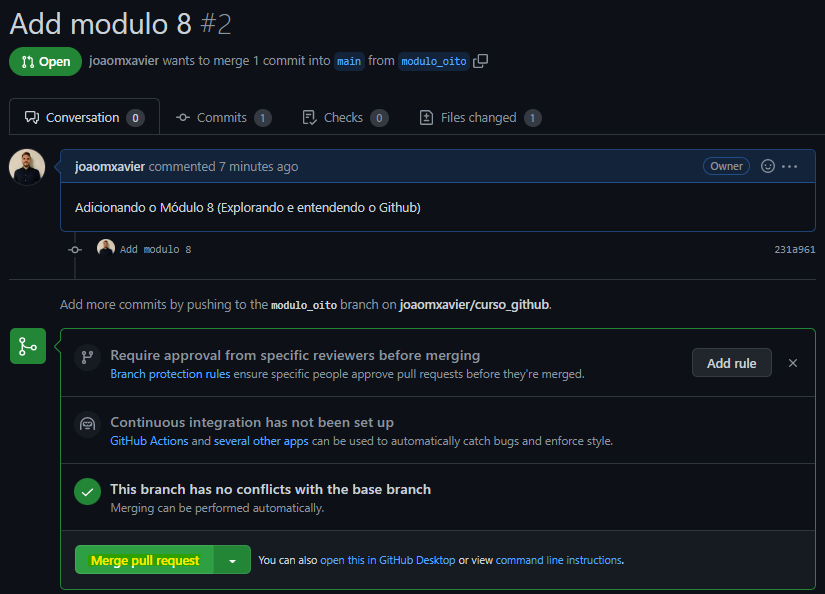 Add modulo 8 #2
Open joaomxavier wants to merge 1 commit into main from modulo_oito
Conversation 0 Commits 1 Checks 0 Files changed 1
joaomxavier commented 7 minutes ago Owner
Adicionando o Módulo 8 (Explorando e entendendo o Github)
Add modulo 8 231a961
Add more commits by pushing to the modulo_oito branch on joaomxavier/curso_github.
Require approval from specific reviewers before merging
Branch protection rules ensure specific people approve pull requests before they're merged.
Add rule
Continuous integration has not been set up
GitHub Actions and several other apps can be used to automatically catch bugs and enforce style.
This branch has no conflicts with the base branch
Merging can be performed automatically.
Merge pull request You can also open this in GitHub Desktop or view command line instructions.